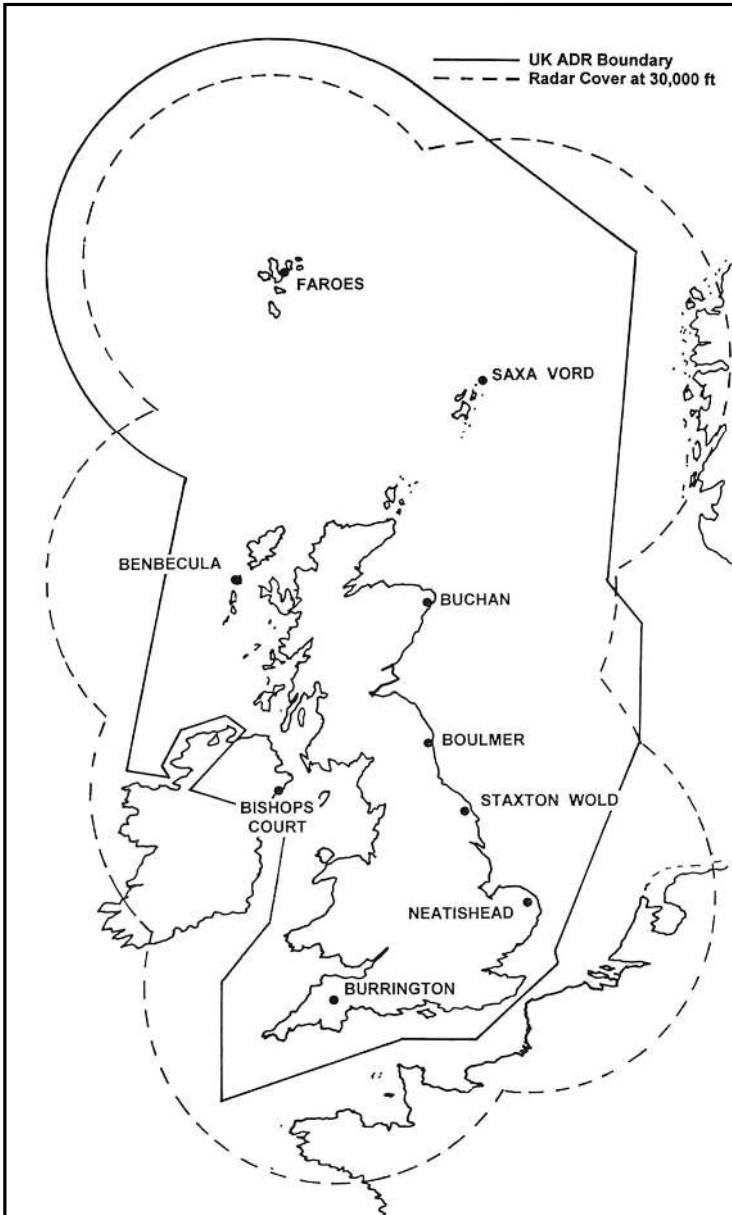 UK ADR Boundary
Radar Cover at 30,000 ft
FAROES
SAXA VORD
BENBECULA
BUCHAN
BOULMER
BISHOPS
COURT
STAXTON WOLD
NEATISHEAD
BURRINGTON